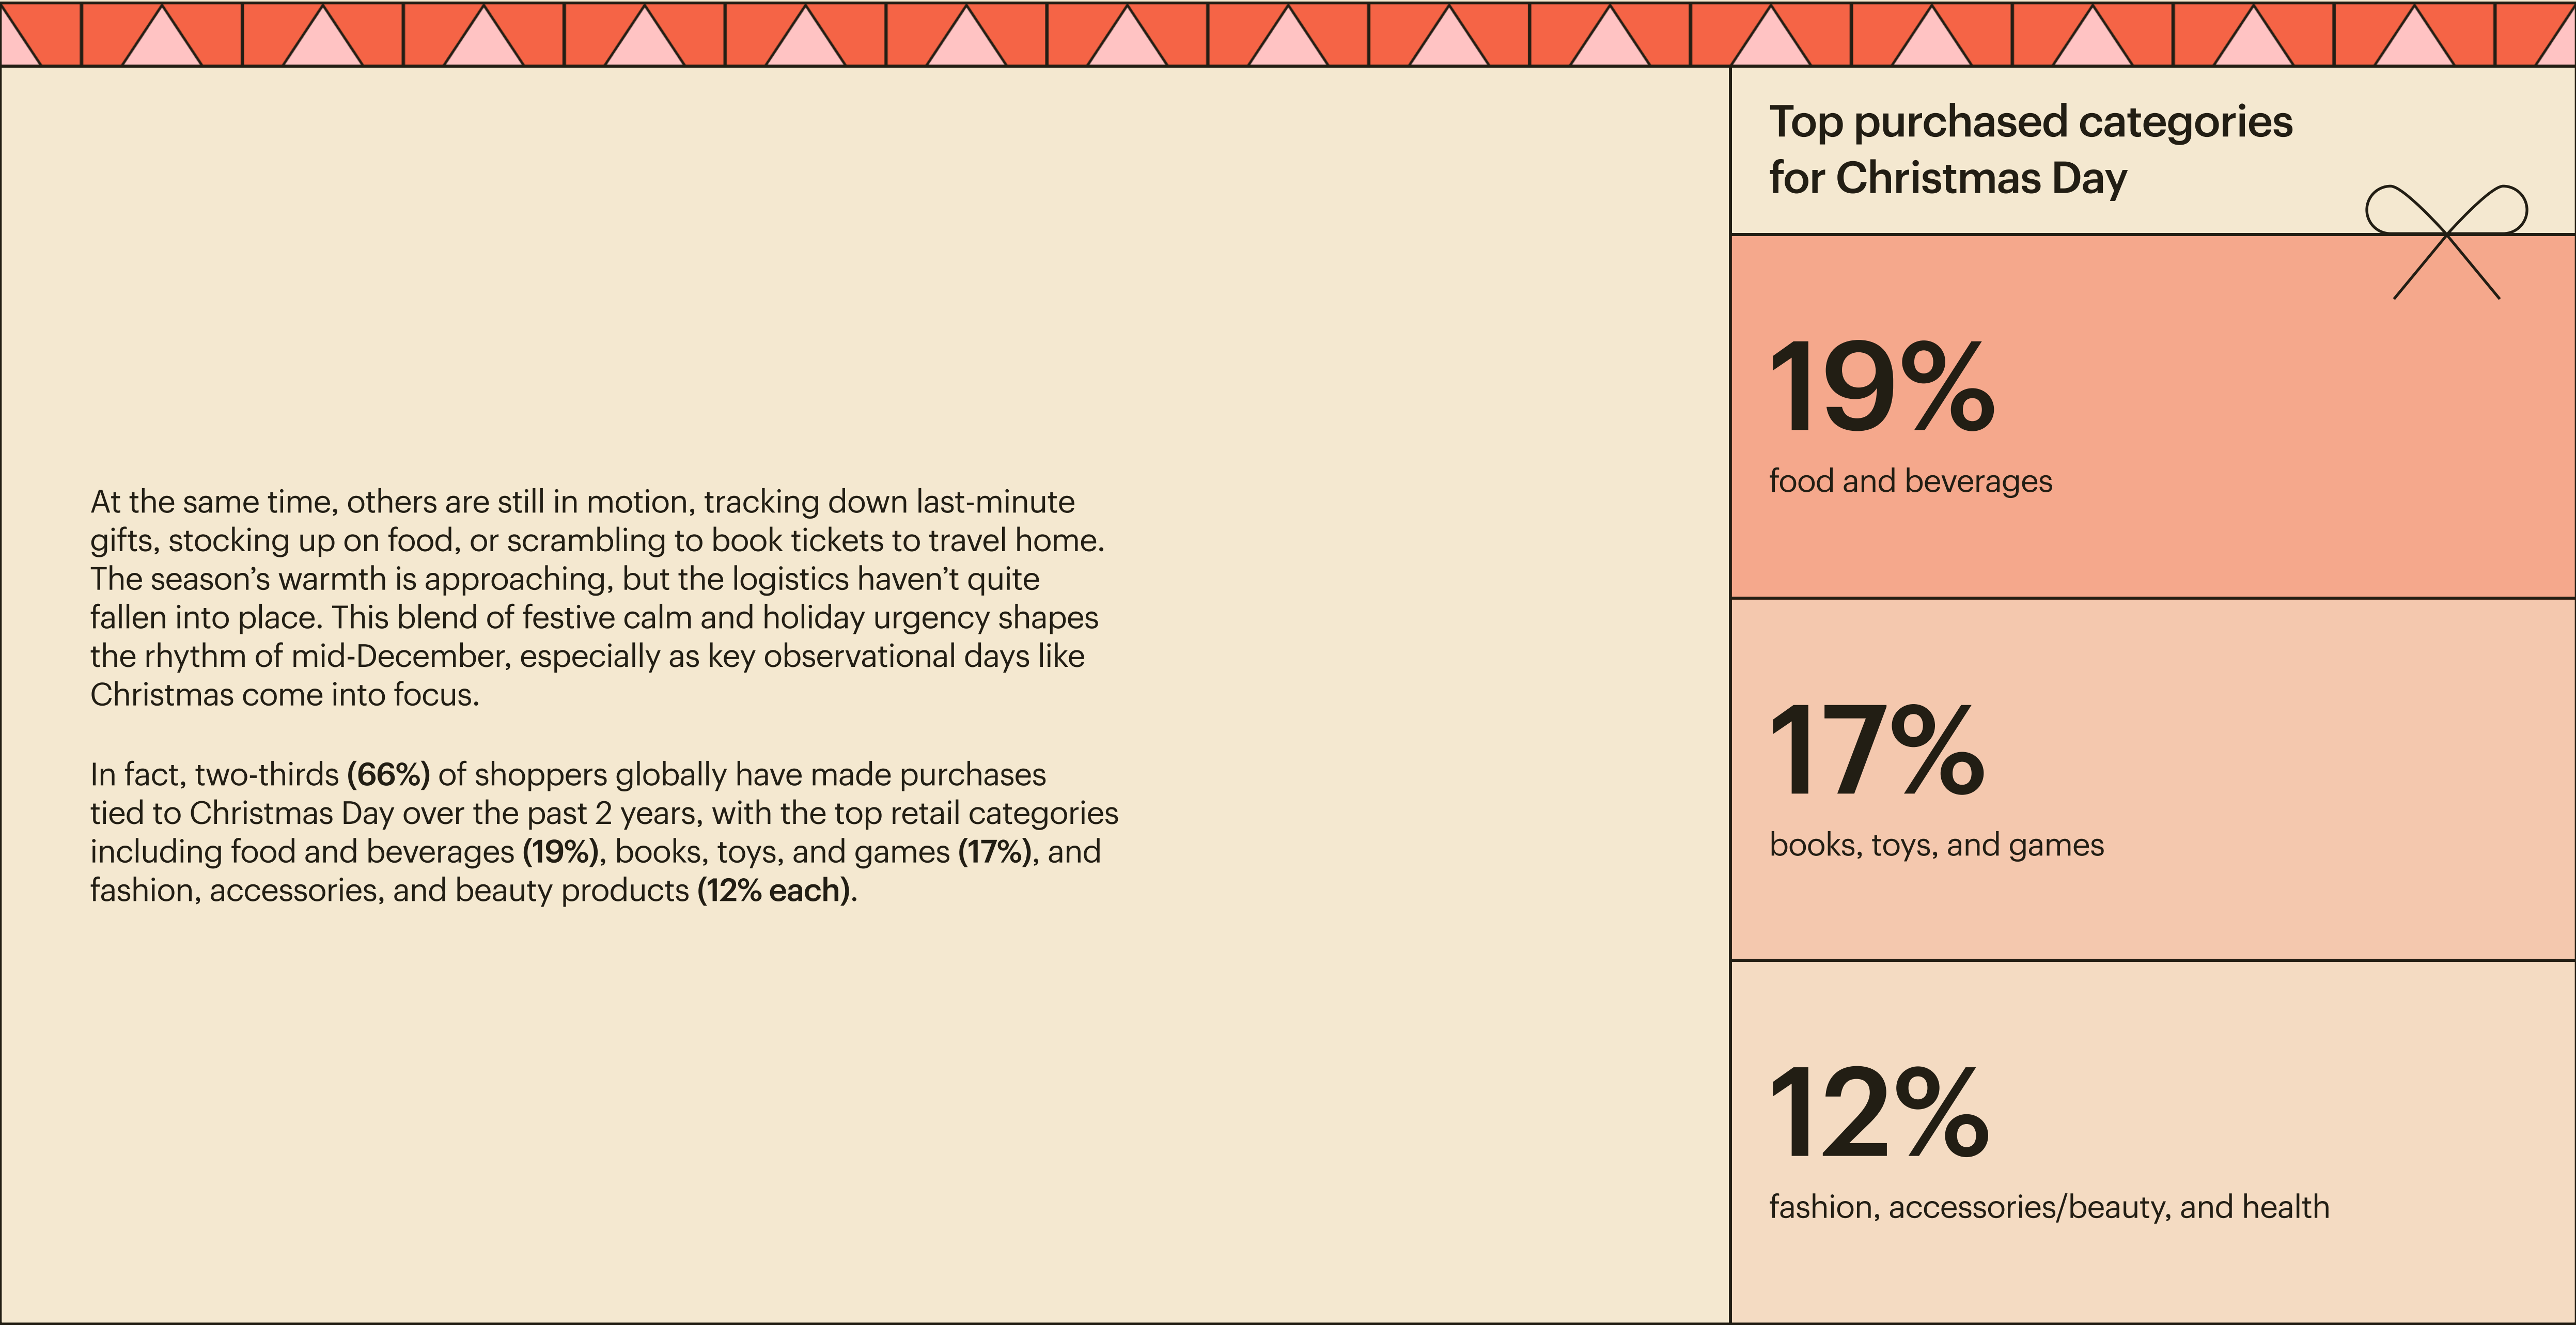 At the same time, others are still in motion, tracking down last-minute
gifts, stocking up on food, or scrambling to book tickets to travel home.
The season’s warmth is approaching, but the logistics haven’t quite
fallen into place. This blend of festive calm and holiday urgency shapes
the rhythm of mid-December, especially as key observational days like
Christmas come into focus.
In fact, two-thirds (66%) of shoppers globally have made purchases
tied to Christmas Day over the past 2 years, with the top retail categories
including food and beverages (19%), books, toys, and games (17%), and
fashion, accessories, and beauty products (12% each).
Top purchased categories
for Christmas Day
19%
food and beverages
17%
books, toys, and games
12%
fashion, accessories/beauty, and health